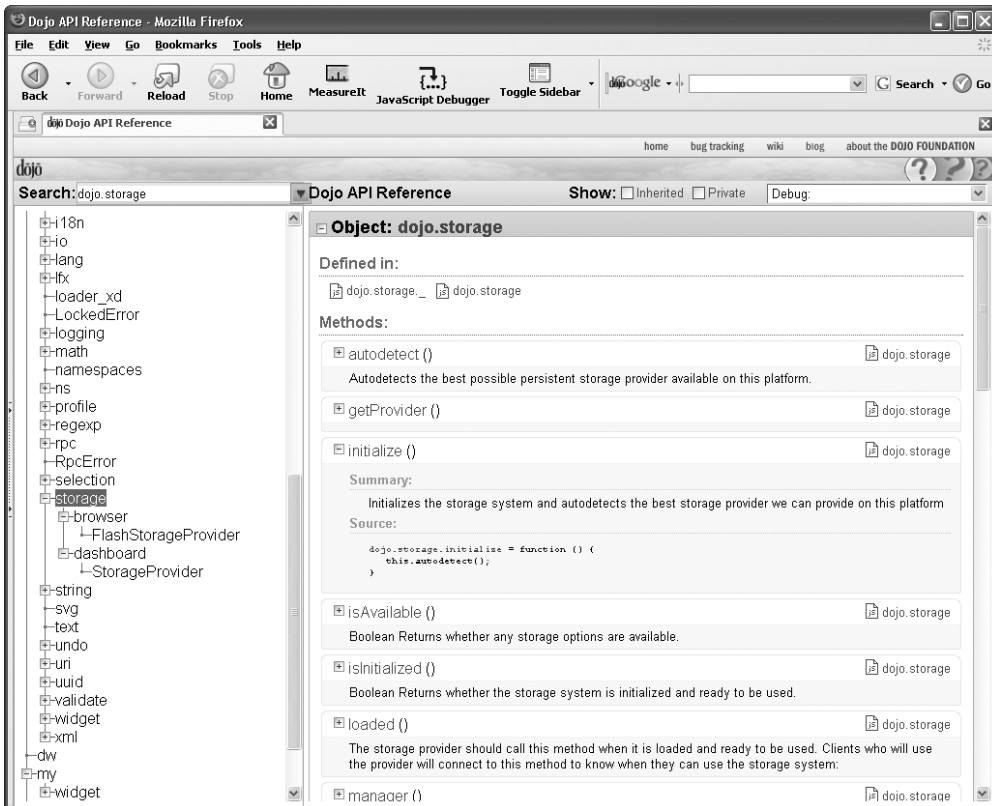 Dojo API Reference - Mozilla Firefox
File Edit View Go Bookmarks Tools Help
Back Forward Reload Stop Home MeasureIt JavaScript Debugger Toggle Sidebar Search Go
dojo Dojo API Reference
home bug tracking wiki blog about the DOJO FOUNDATION
dōjō
Search: dojo.storage Dojo API Reference Show: Inherited Private Debug:
i18n
io
lang
lfx
loader_xd
LockedError
logging
math
namespaces
ns
profile
regexp
rpc
RpcError
selection
storage
browser
FlashStorageProvider
dashboard
StorageProvider
string
svg
text
undo
uri
uuid
validate
widget
xml
dw
my
widget
Object: dojo.storage
Defined in:
dojo.storage._ dojo.storage
Methods:
autodetect () dojo.storage
Autodetects the best possible persistent storage provider available on this platform.
getProvider () dojo.storage
initialize () dojo.storage
Summary:
Initializes the storage system and autodetects the best storage provider we can provide on this platform
Source:
dojo.storage.initialize = function () {
this.autodetect();
}
isAvailable () dojo.storage
Boolean Returns whether any storage options are available.
isInitialized () dojo.storage
Boolean Returns whether the storage system is initialized and ready to be used.
loaded () dojo.storage
The storage provider should call this method when it is loaded and ready to be used. Clients who will use
the provider will connect to this method to know when they can use the storage system:
manager () dojo.storage